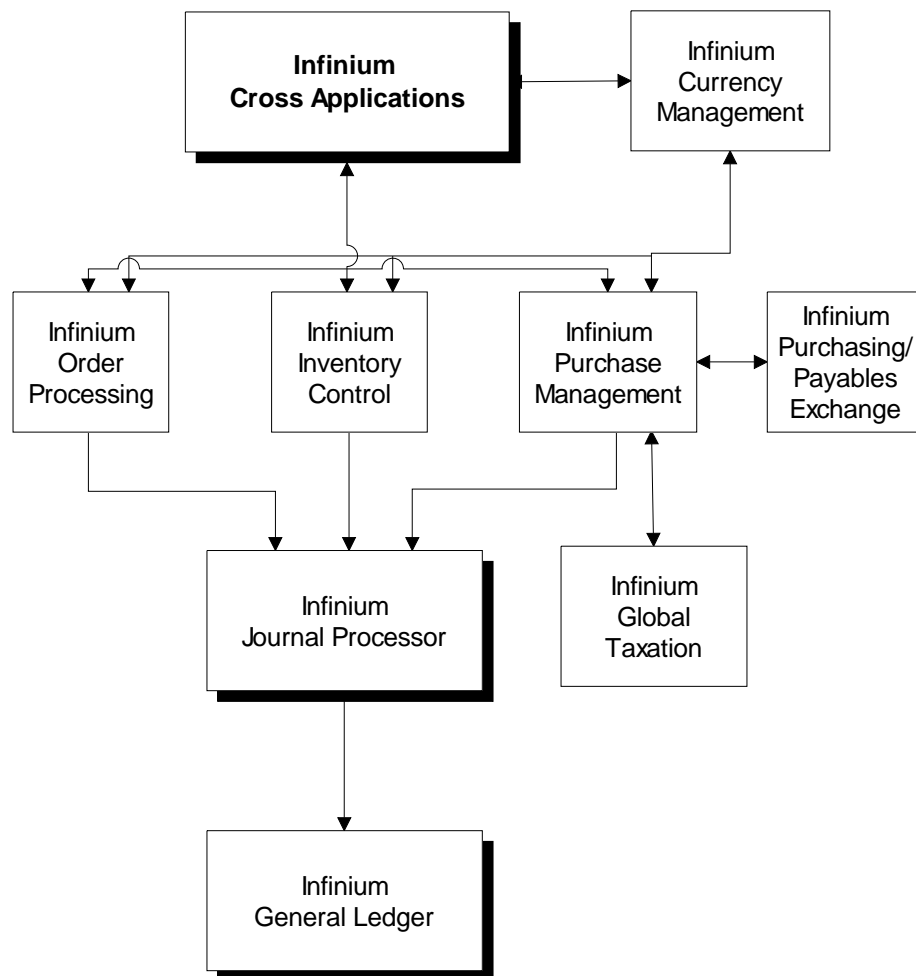 Infinium
Cross Applications
Infinium
Currency
Management
Infinium
Order
Processing
Infinium
Inventory
Control
Infinium
Purchase
Management
Infinium
Purchasing/
Payables
Exchange
Infinium
Journal Processor
Infinium
Global
Taxation
Infinium
General Ledger